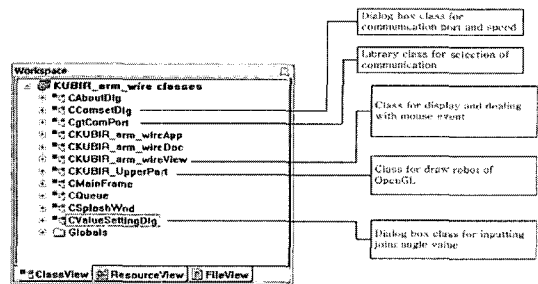 Dialog box class for
communication port and speed
Library class for selection of
communication
Class for display and dealing
with mouse event
Class for draw robot of
OpenGL
Dialog box class for inputting
joint angle value
Workspace
KUBIR_arm_wire classes
CAboutDlg
CComsetDlg
CgtComPort
CKUBIR_arm_wireApp
CKUBIR_arm_wireDoc
CKUBIR_arm_wireView
CKUBIR_UpperPart
CMainFrame
CQueue
CSplashWnd
CValueSettingDlg
Globals
ClassView ResourceView FileView